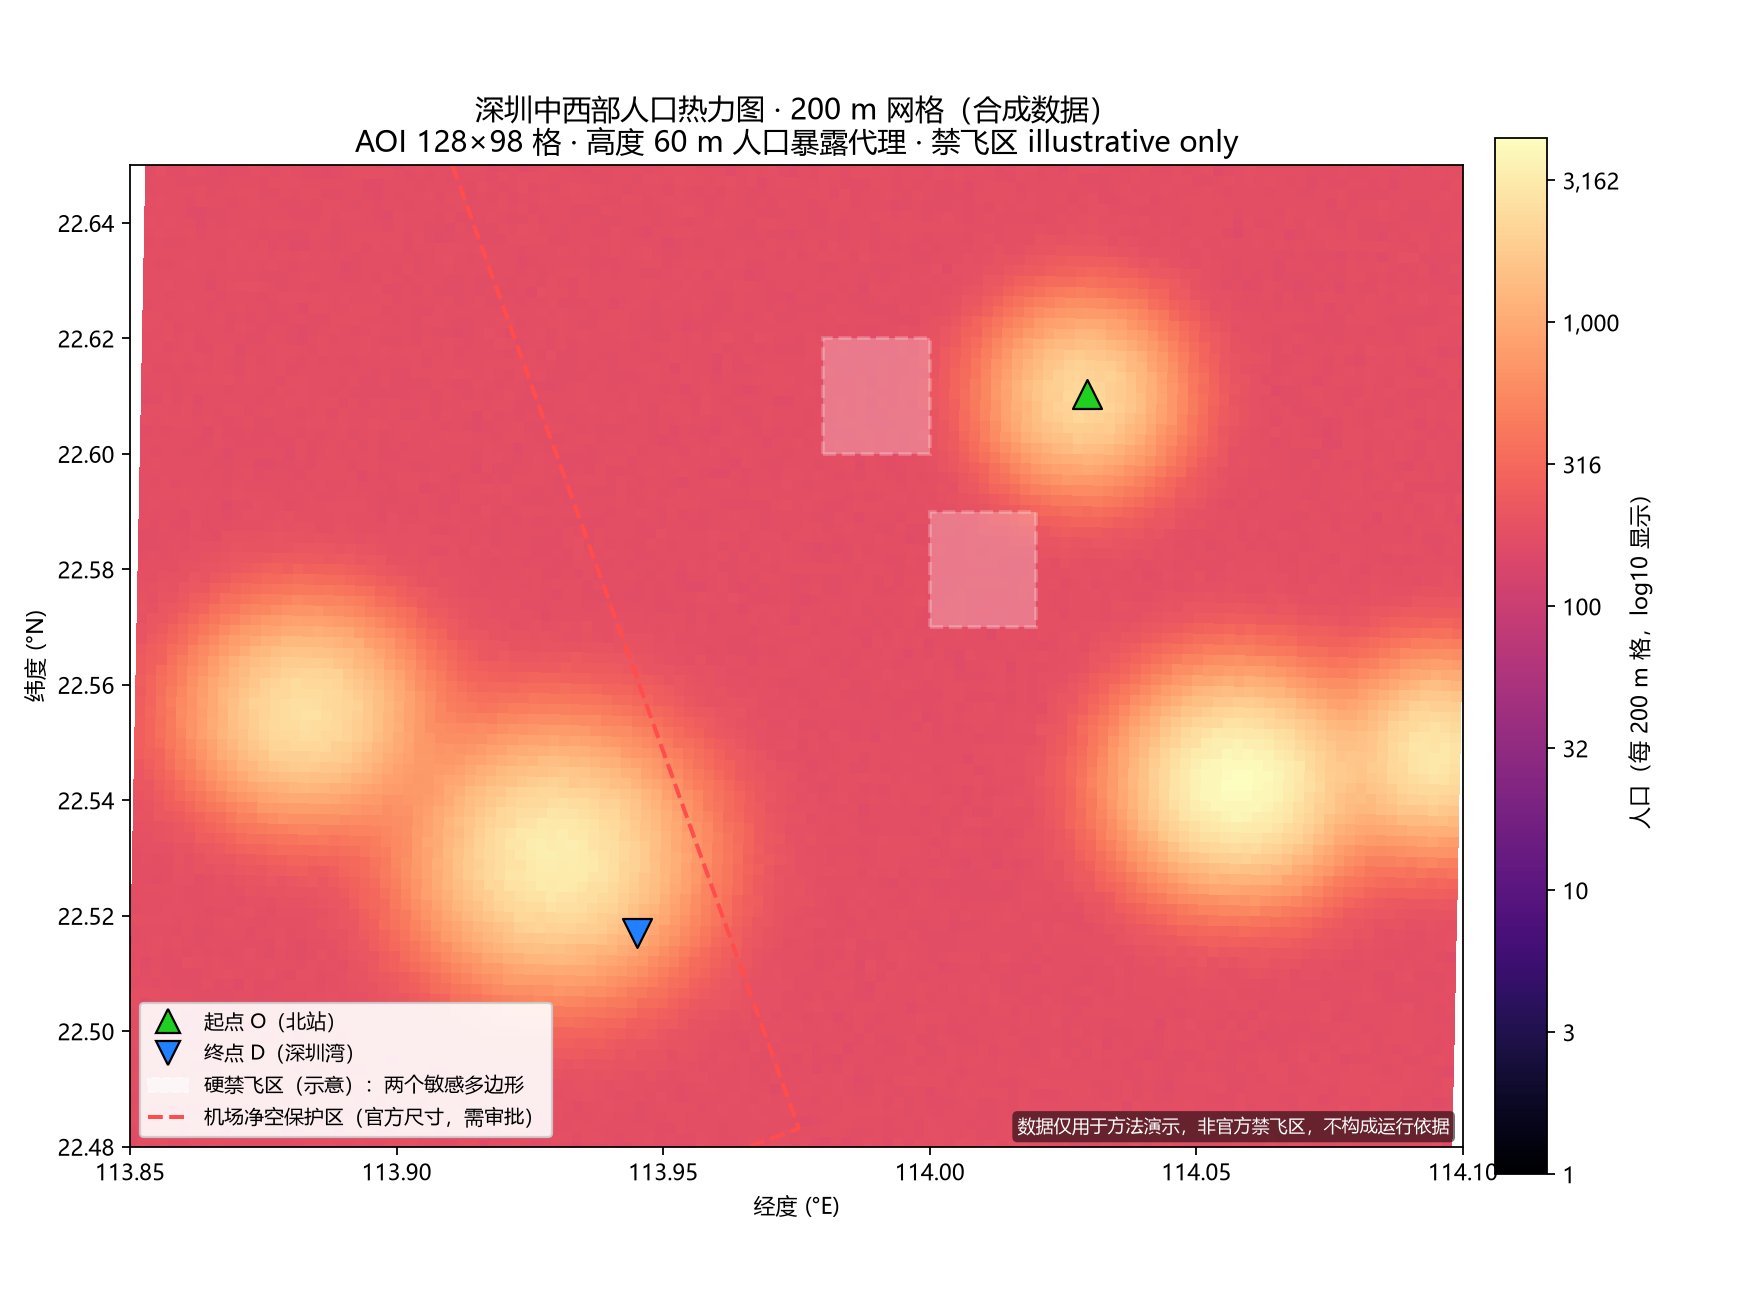 深圳中西部人口热力图 · 200 m 网格（合成数据）
AOI 128×98 格 · 高度 60 m 人口暴露代理 · 禁飞区 illustrative only
纬度 (°N)
22.64
22.62
22.60
22.58
22.56
22.54
22.52
22.50
22.48
起点 O（北站）
终点 D（深圳湾）
硬禁飞区（示意）：两个敏感多边形
机场净空保护区（官方尺寸，需审批）
数据仅用于方法演示，非官方禁飞区，不构成运行依据
113.85
113.90
113.95
114.00
114.05
114.10
经度 (°E)
3,162
1,000
316
100
32
10
3
1
人口（每 200 m 格，log10 显示）